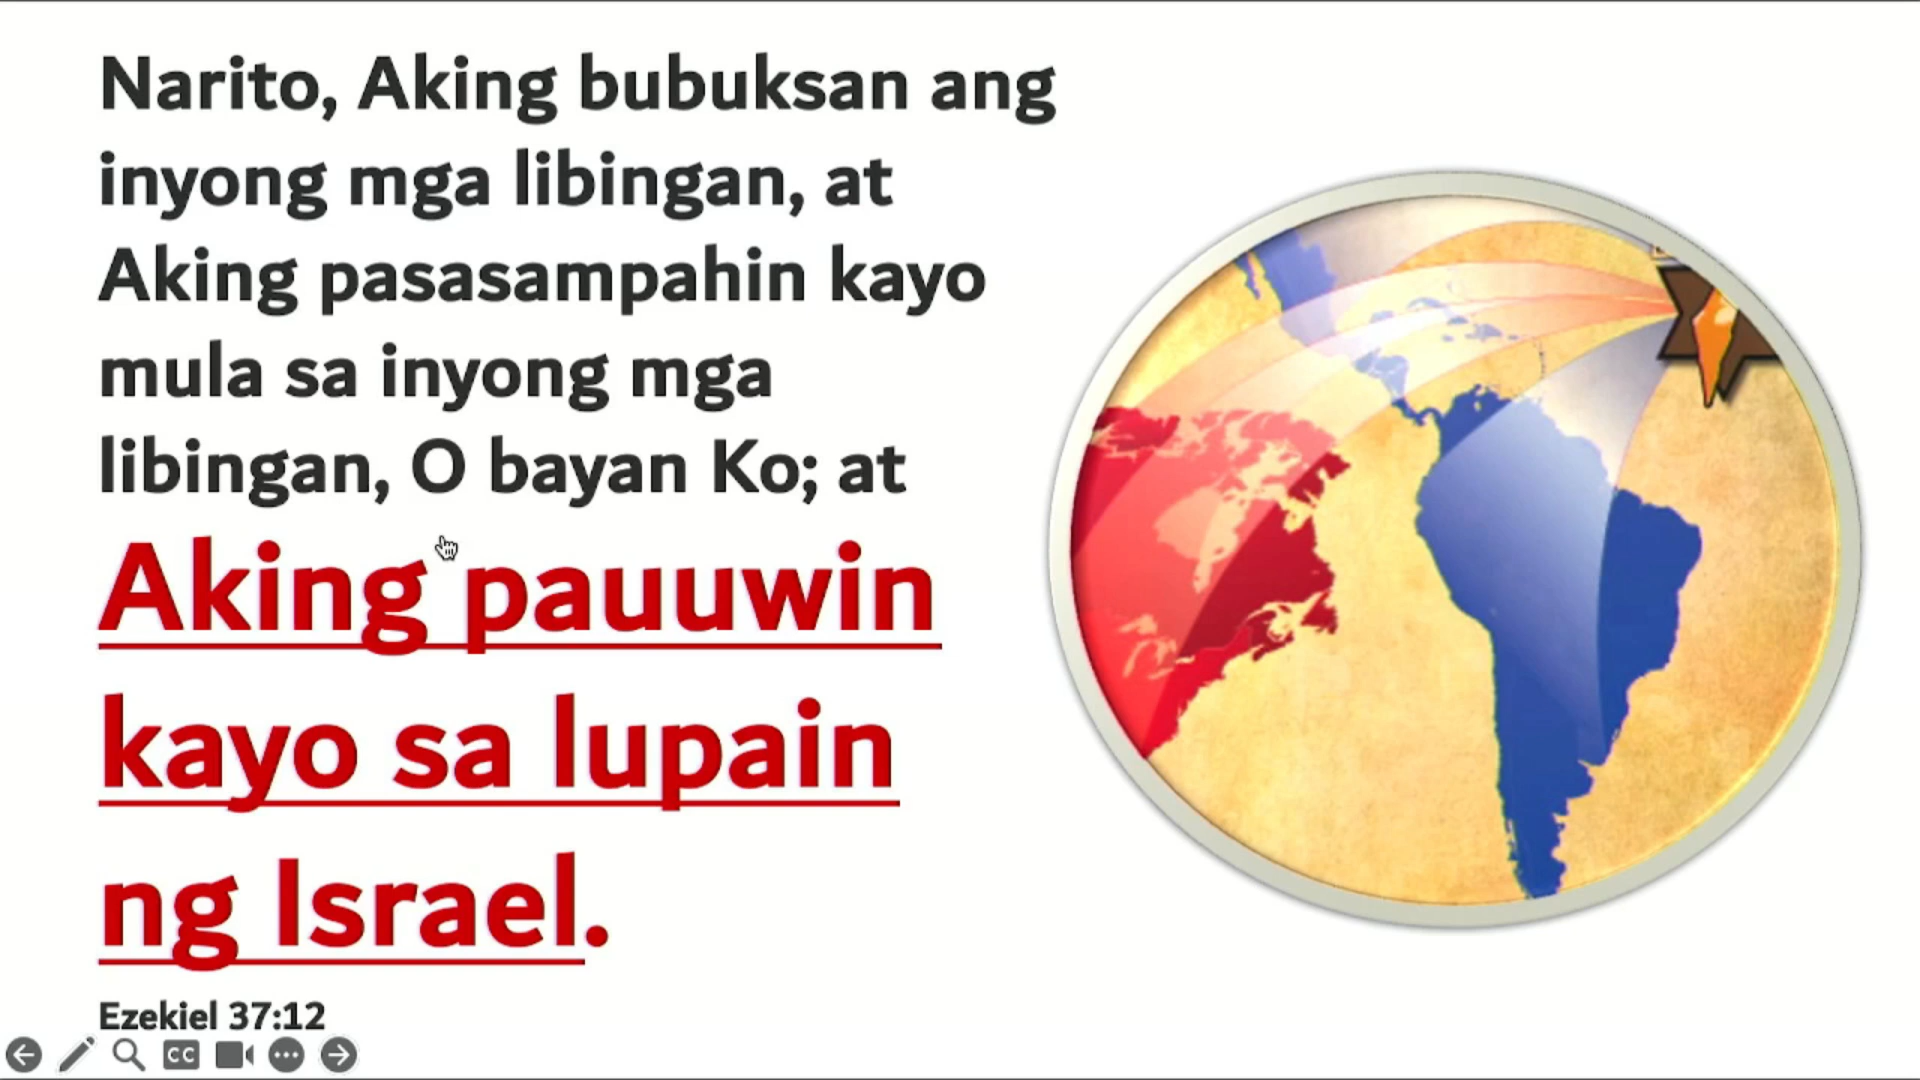 Narito, Aking bubuksan ang
inyong mga libingan, at
Aking pasasampahin kayo
mula sa inyong mga
libingan, O bayan Ko; at
Aking pauuwin
kayo sa lupain
ng Israel.
Ezekiel 37:12
CC